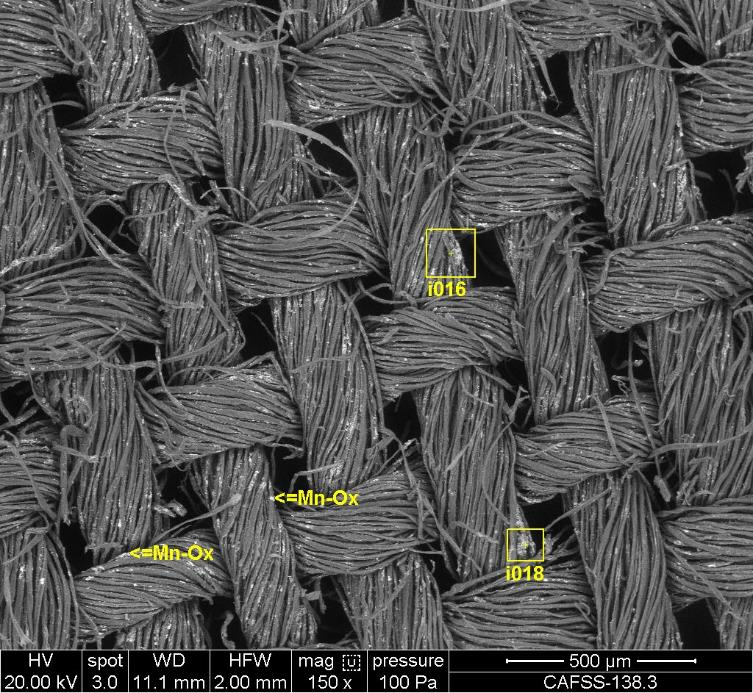 i016
<=Mn-Ox
<=Mn-Ox
i018
HV spot WD HFW mag pressure 500 µm
20.00 kV 3.0 11.1 mm 2.00 mm 150 x 100 Pa CAFSS-138.3